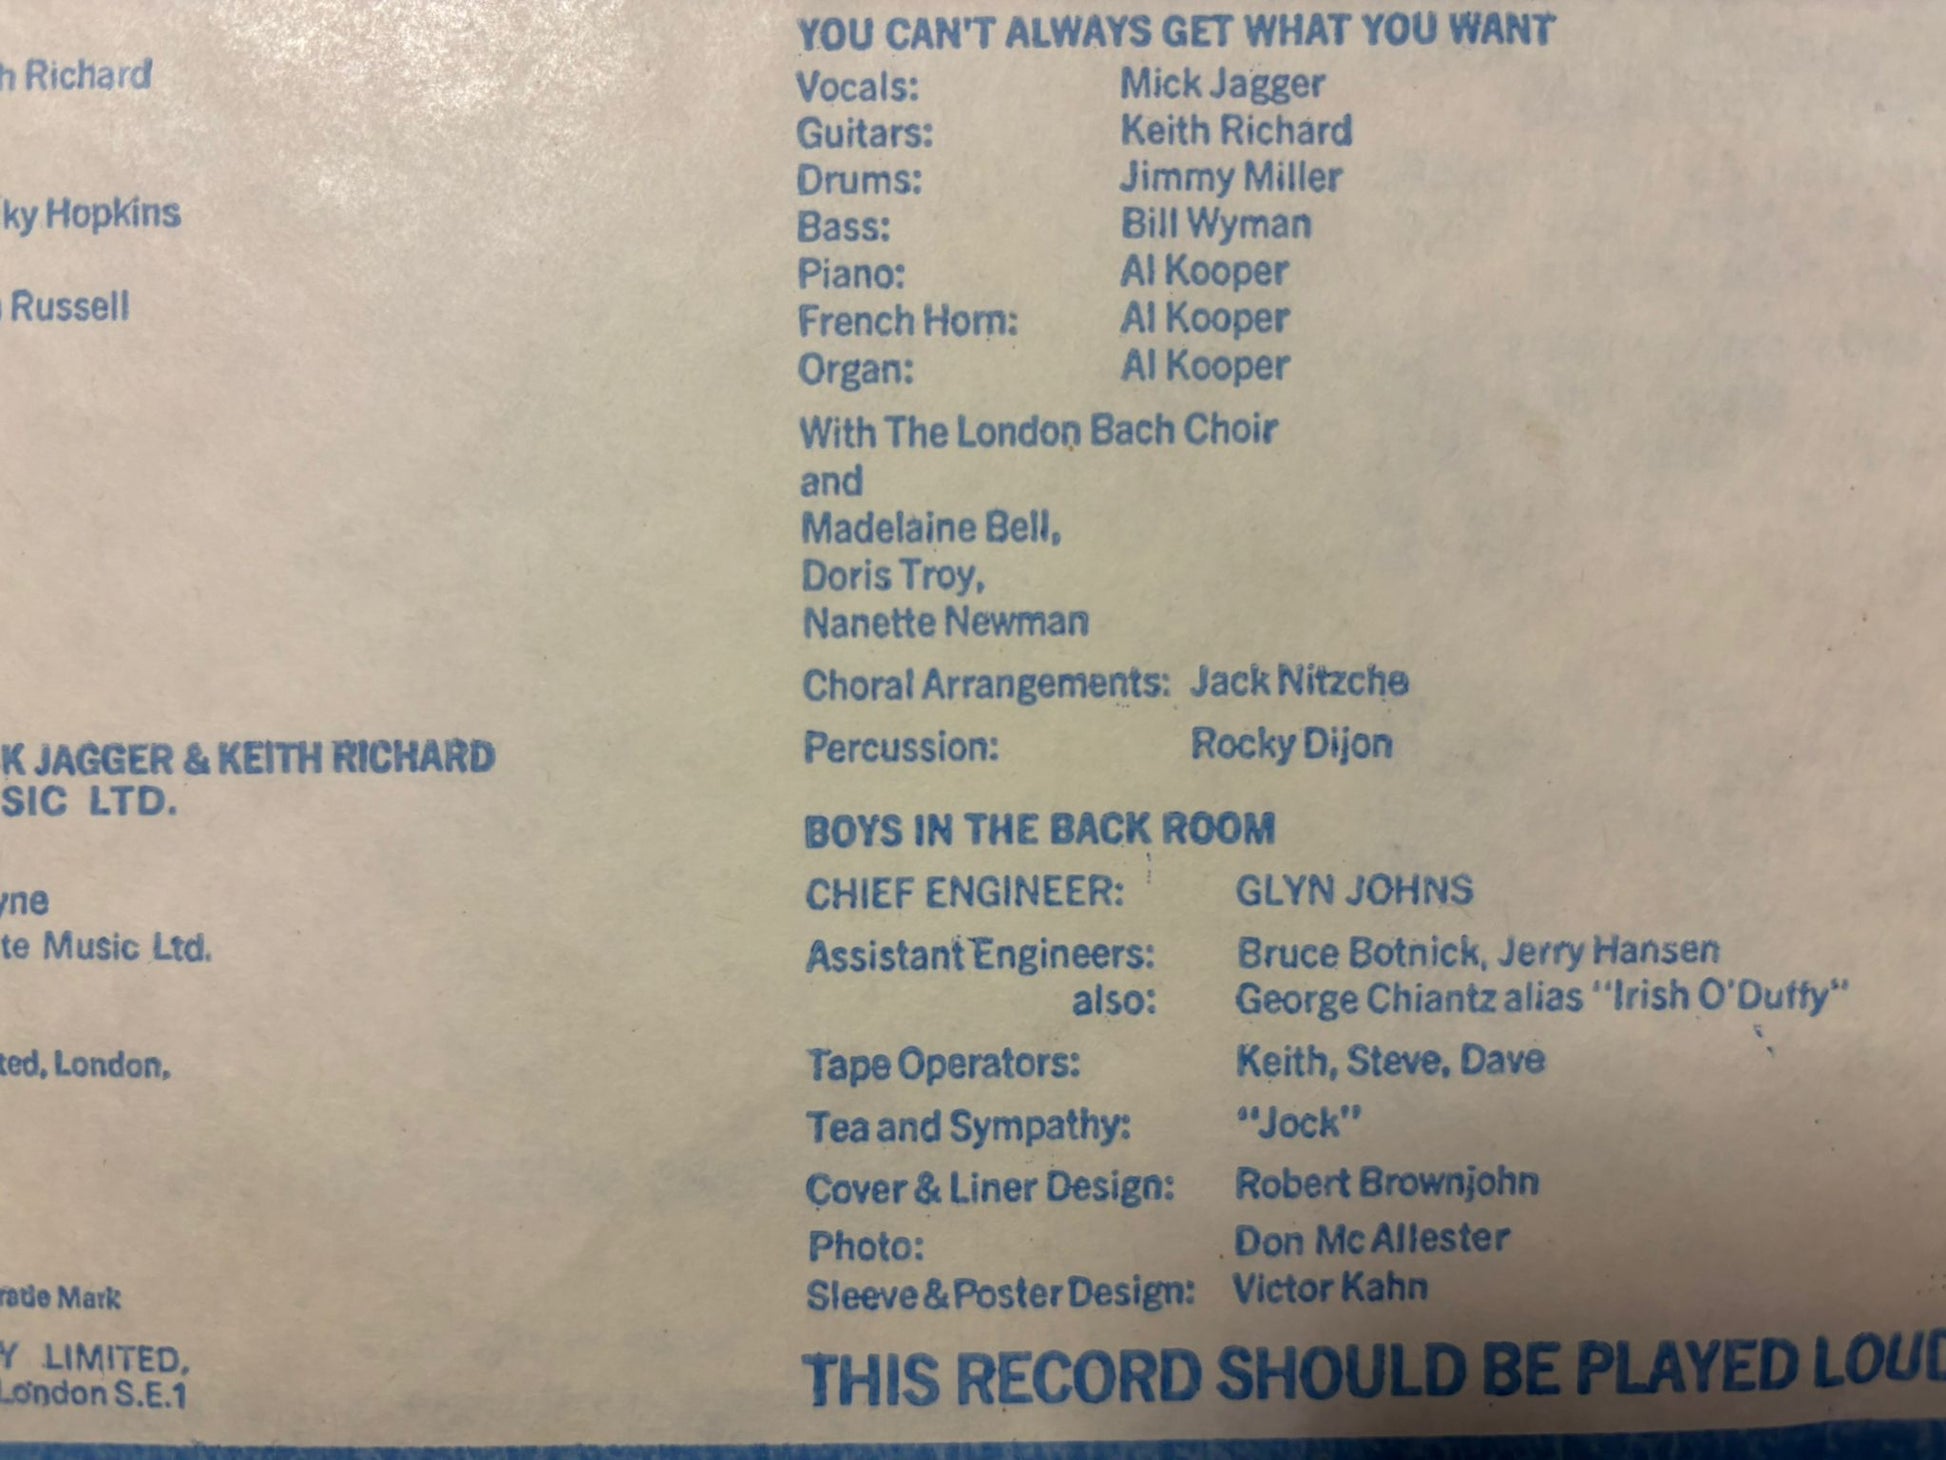 h Richard
ky Hopkins
Russell
K JAGGER & KEITH RICHARD
SIC LTD.
yne
te Music Ltd.
ted, London,
rade Mark
Y LIMITED,
London S.E.1
YOU CAN'T ALWAYS GET WHAT YOU WANT
Vocals: Mick Jagger
Guitars: Keith Richard
Drums: Jimmy Miller
Bass: Bill Wyman
Piano: Al Kooper
French Horn: Al Kooper
Organ: Al Kooper
With The London Bach Choir
and
Madelaine Bell,
Doris Troy,
Nanette Newman
Choral Arrangements: Jack Nitzche
Percussion: Rocky Dijon
BOYS IN THE BACK ROOM
CHIEF ENGINEER: GLYN JOHNS
Assistant Engineers: Bruce Botnick, Jerry Hansen
also: George Chiantz alias "Irish O'Duffy"
Tape Operators: Keith, Steve, Dave
Tea and Sympathy: "Jock"
Cover & Liner Design: Robert Brownjohn
Photo: Don McAllester
Sleeve & Poster Design: Victor Kahn
THIS RECORD SHOULD BE PLAYED LOUD